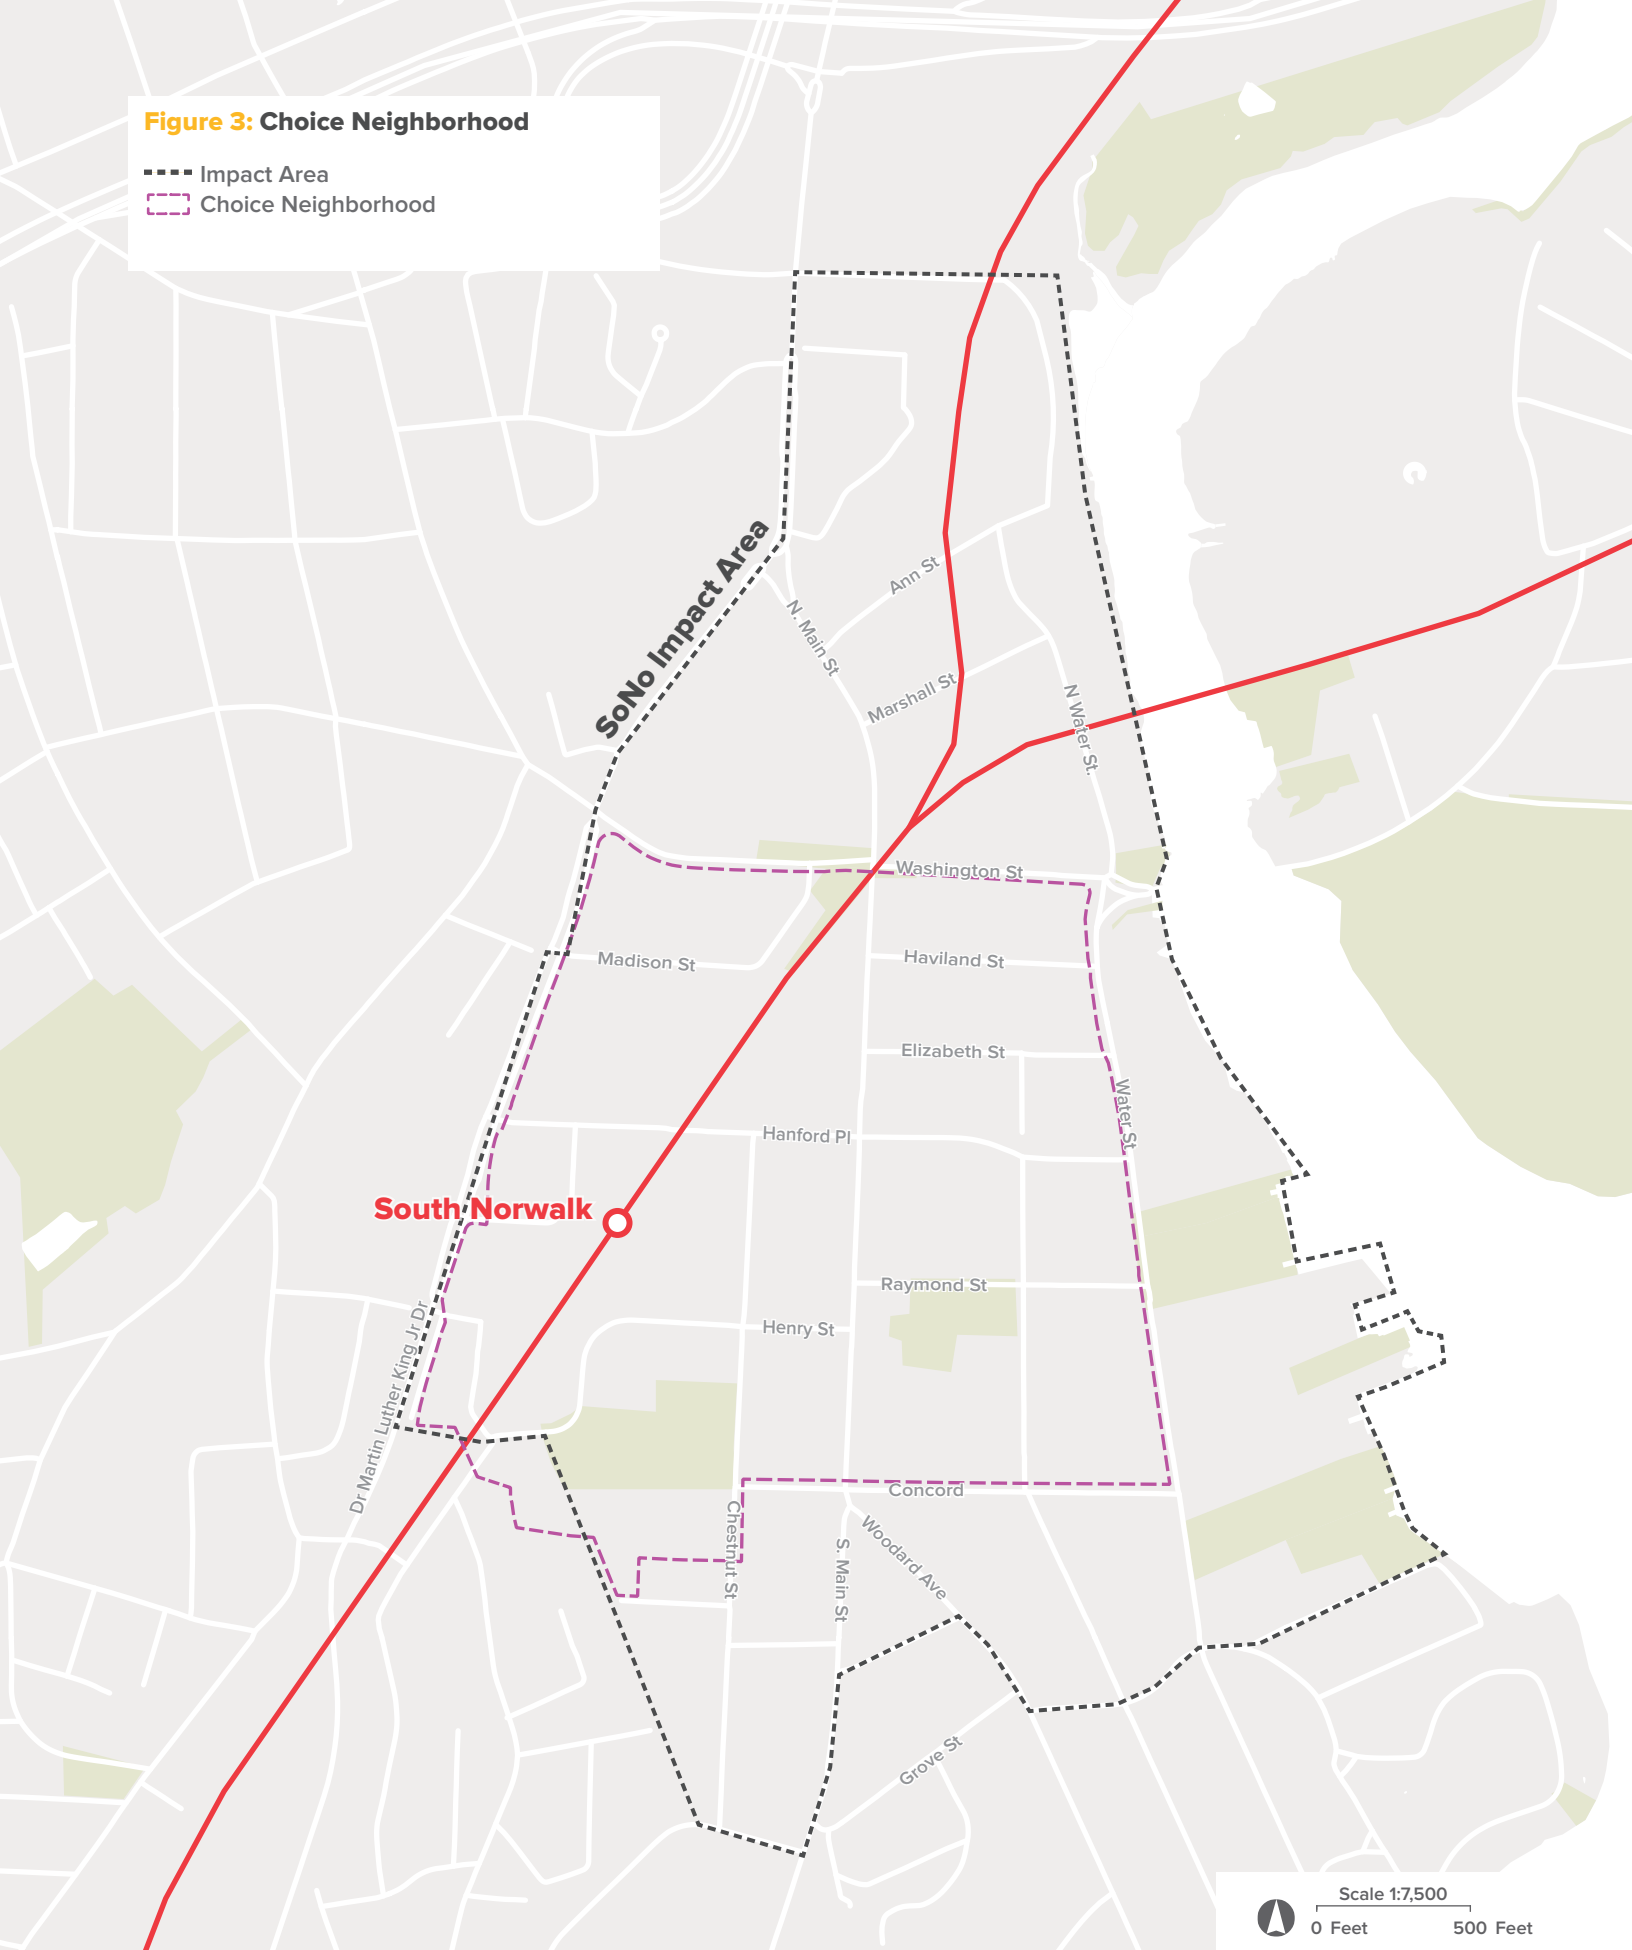 Figure 3: Choice Neighborhood
Impact Area
Choice Neighborhood
SoNo Impact Area
Ann St
N. Main St
Marshall St
N Water St.
Washington St
Madison St
Haviland St
Elizabeth St
Water St
Hanford Pl
South Norwalk
Raymond St
Henry St
Dr Martin Luther King Jr Dr
Concord
Chestnut St
S. Main St
Woodard Ave
Grove St
Scale 1:7,500
0 Feet 500 Feet